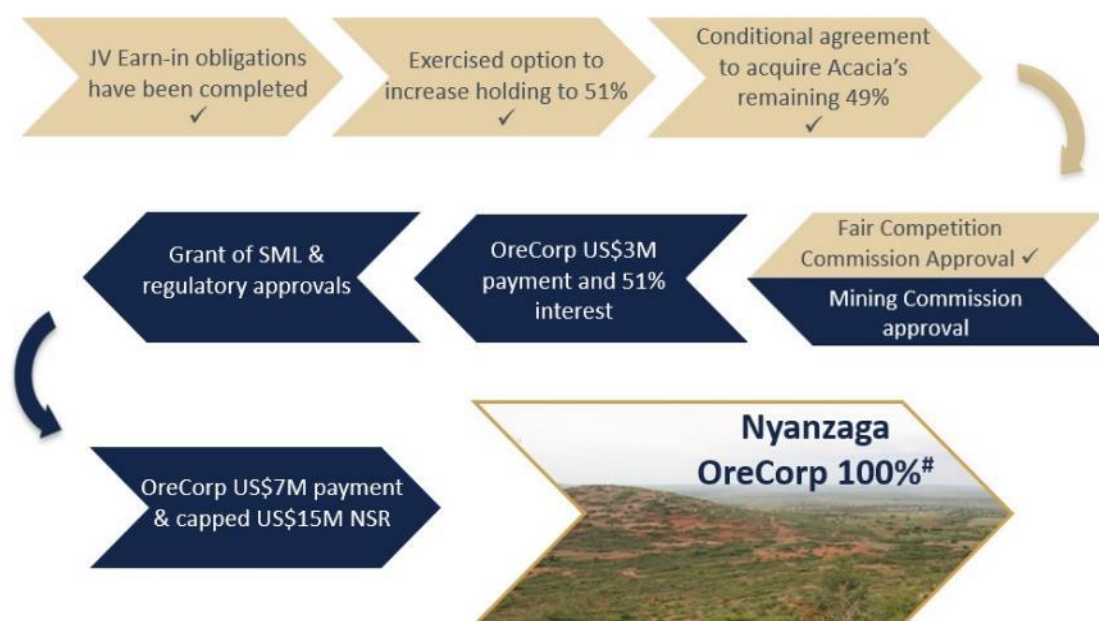 JV Earn-in obligations
have been completed
✓
Exercised option to
increase holding to 51%
✓
Conditional agreement
to acquire Acacia's
remaining 49%
✓
Fair Competition
Commission Approval ✓
Mining Commission
approval
OreCorp US$3M
payment and 51%
interest
Grant of SML &
regulatory approvals
OreCorp US$7M payment
& capped US$15M NSR
Nyanzaga
OreCorp 100%#